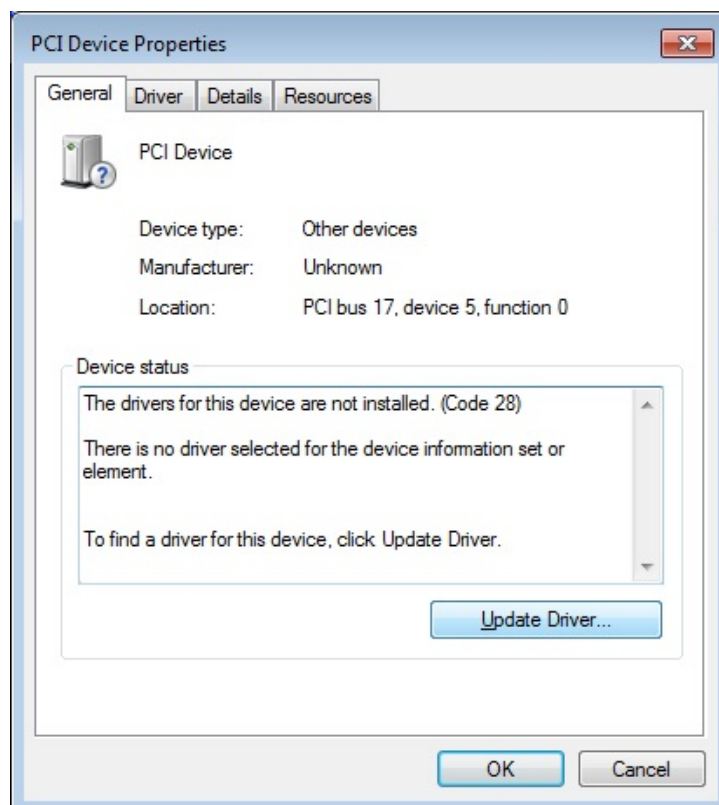 PCI Device Properties
General Driver Details Resources
PCI Device
Device type: Other devices
Manufacturer: Unknown
Location: PCI bus 17, device 5, function 0
Device status
The drivers for this device are not installed. (Code 28)
There is no driver selected for the device information set or
element.
To find a driver for this device, click Update Driver.
Update Driver...
OK Cancel